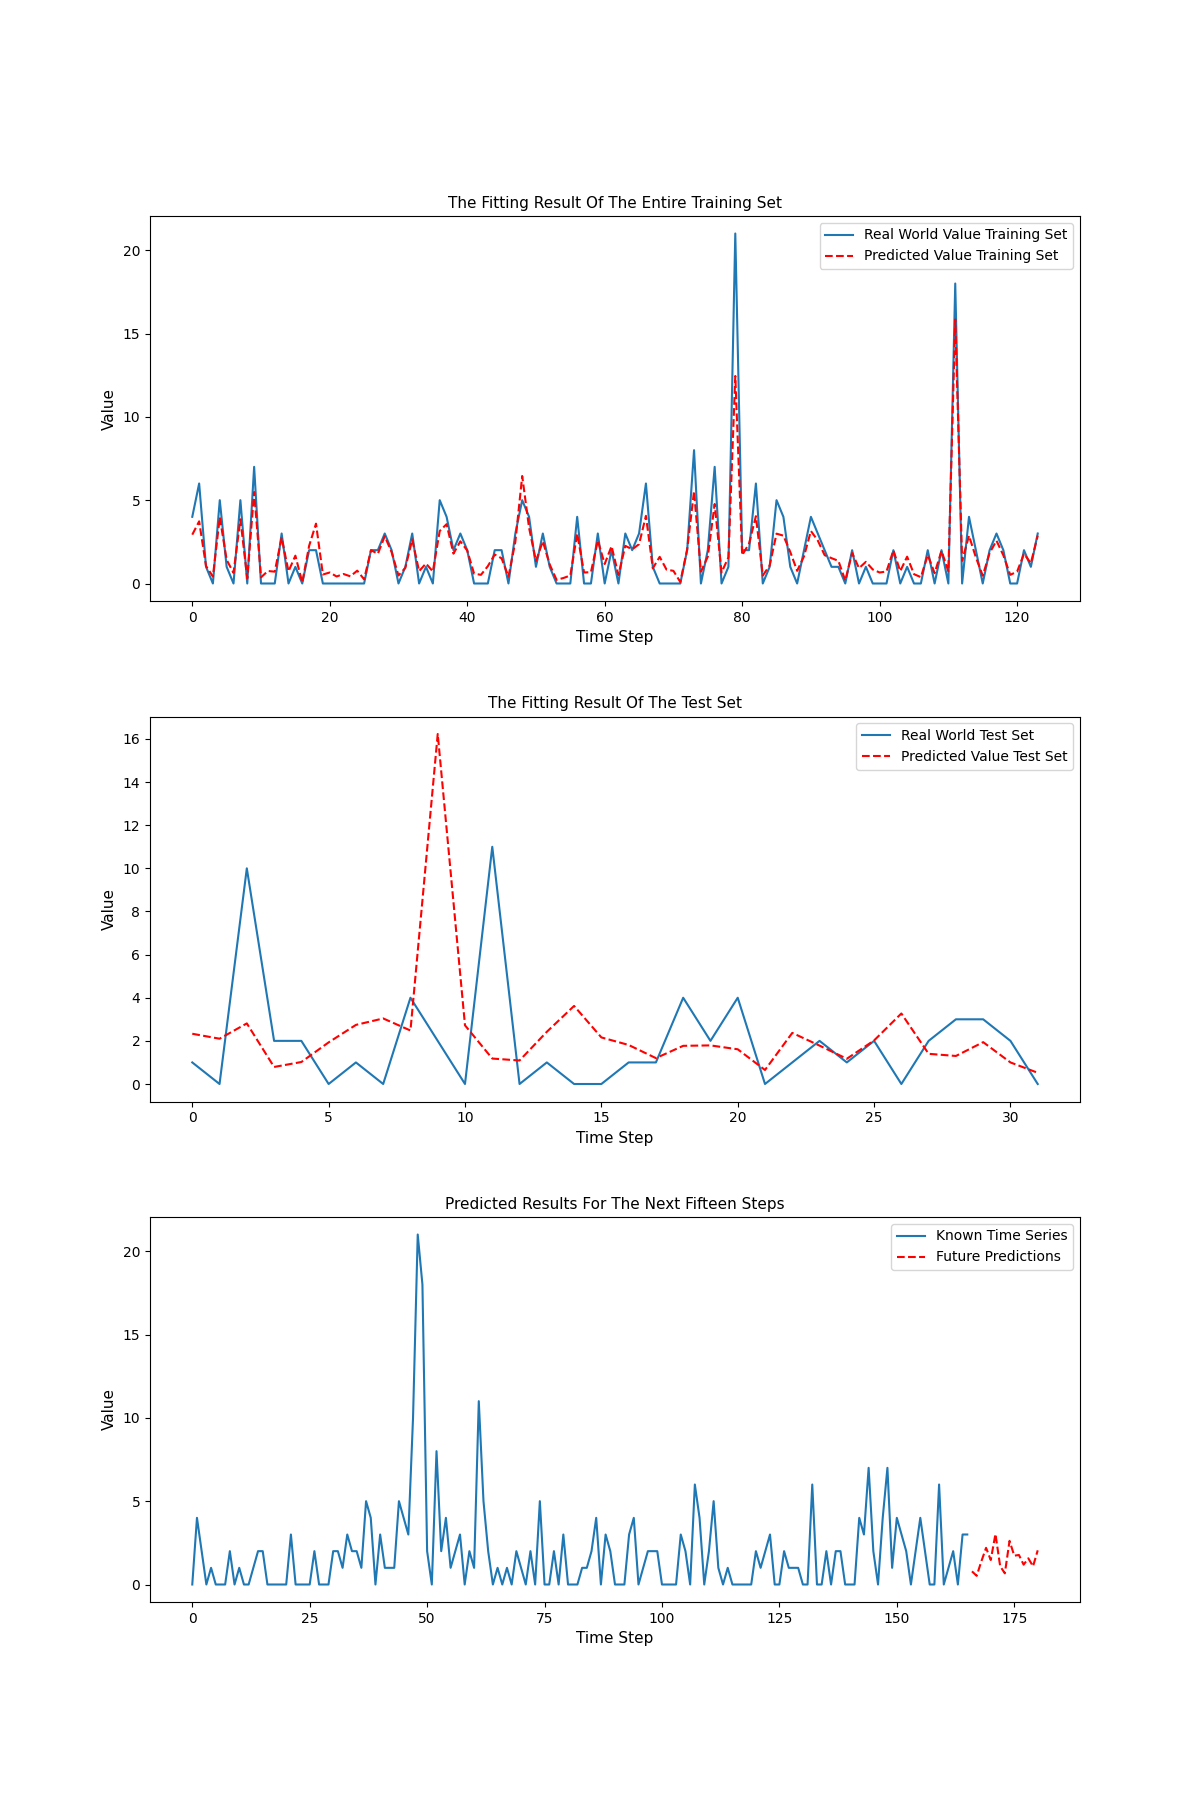 The Fitting Result Of The Entire Training Set
Real World Value Training Set
Predicted Value Training Set
Value
20
15
10
5
0
0 20 40 60 80 100 120
Time Step
The Fitting Result Of The Test Set
Real World Test Set
Predicted Value Test Set
Value
16
14
12
10
8
6
4
2
0
0 5 10 15 20 25 30
Time Step
Predicted Results For The Next Fifteen Steps
Known Time Series
Future Predictions
Value
20
15
10
5
0
0 25 50 75 100 125 150 175
Time Step